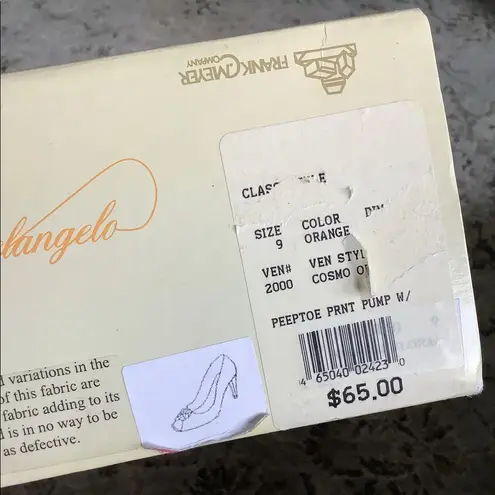 FRANK C. MEYER
COMPANY
langelo
SIZE COLOR
9 ORANGE
VEN# VEN STYL
2000 COSMO
PEEPTOE PRNT PUMP W/
4 65040 02423 0
$65.00
variations in the
of this fabric are
fabric adding to its
is in no way to be
as defective.